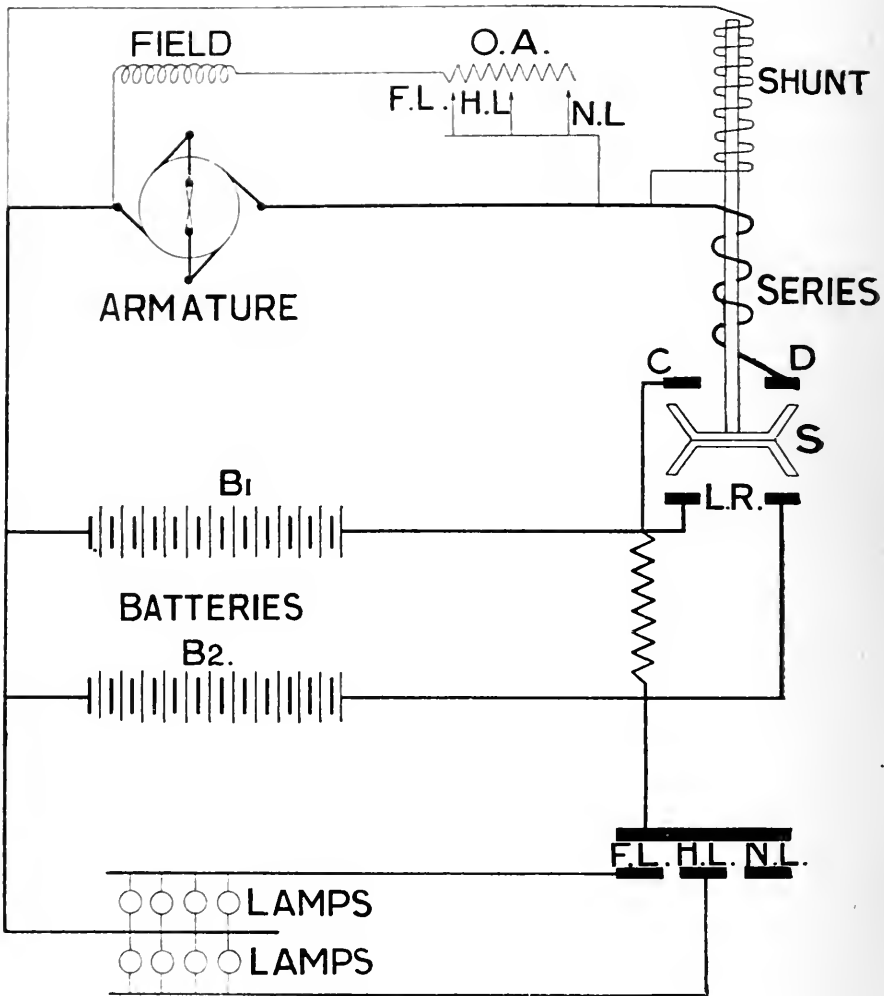 FIELD
O.A.
SHUNT
F.L. H.L N.L
ARMATURE
SERIES
C D
S
B1
L.R.
BATTERIES
B2.
F.L. H.L. N.L.
LAMPS
LAMPS